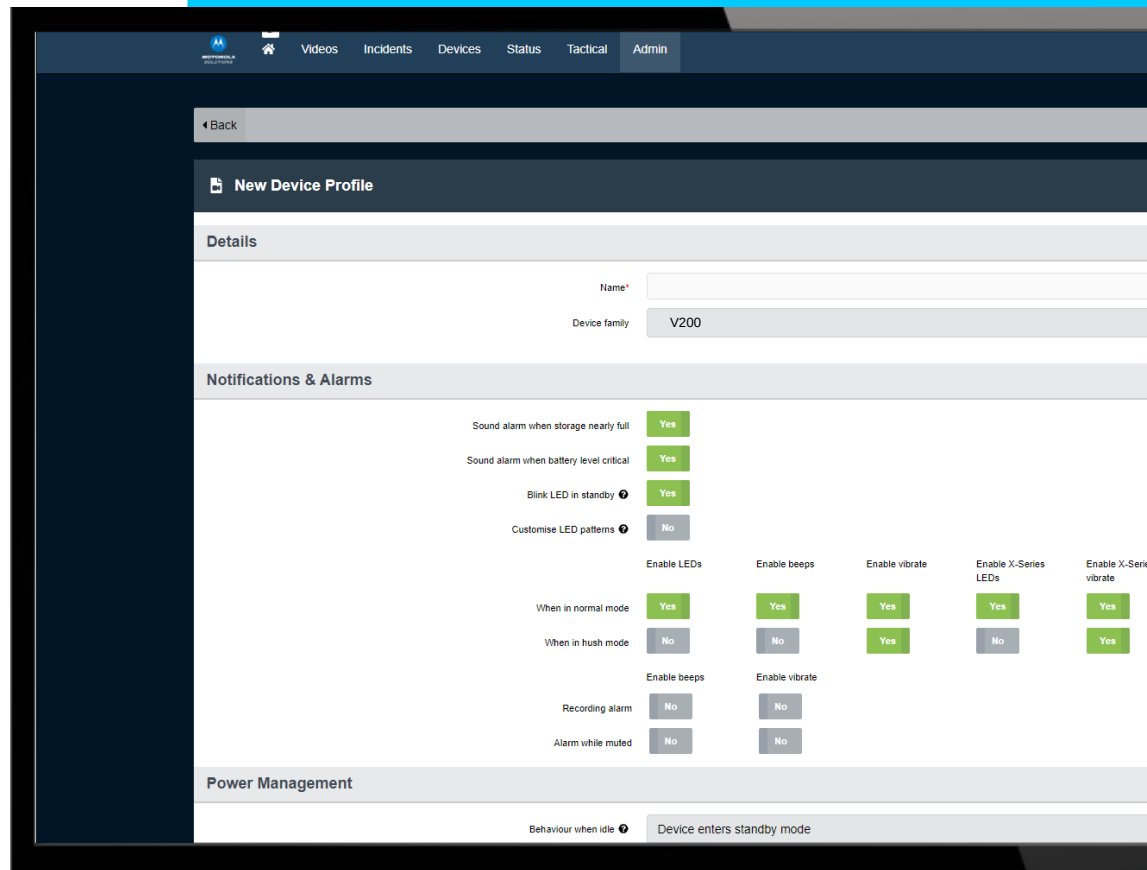 MOTOROLA
SOLUTIONS
Videos Incidents Devices Status Tactical Admin
Back
New Device Profile
Details
Name*
Device family V200
Notifications & Alarms
Sound alarm when storage nearly full Yes
Sound alarm when battery level critical Yes
Blink LED in standby ? Yes
Customise LED patterns ? No
Enable LEDs Enable beeps Enable vibrate Enable X-Series LEDs Enable X-Serie vibrate
When in normal mode Yes Yes Yes Yes Yes
When in hush mode No No Yes No Yes
Enable beeps Enable vibrate
Recording alarm No No
Alarm while muted No No
Power Management
Behaviour when idle ? Device enters standby mode